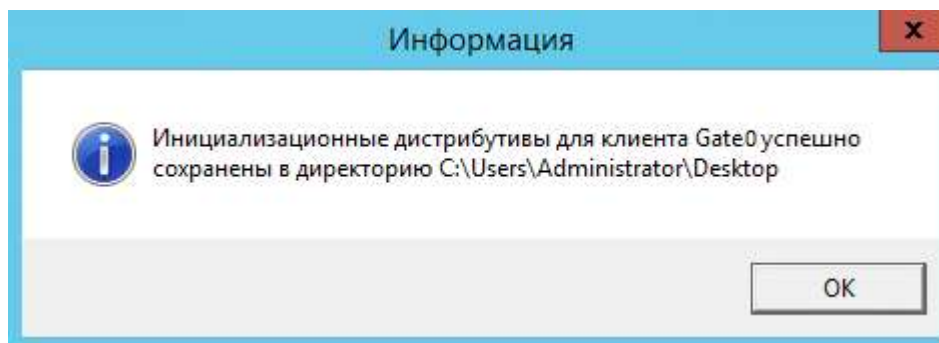 Информация
x
Инициализационные дистрибутивы для клиента Gate0 успешно
сохранены в директорию C:\Users\Administrator\Desktop
OK